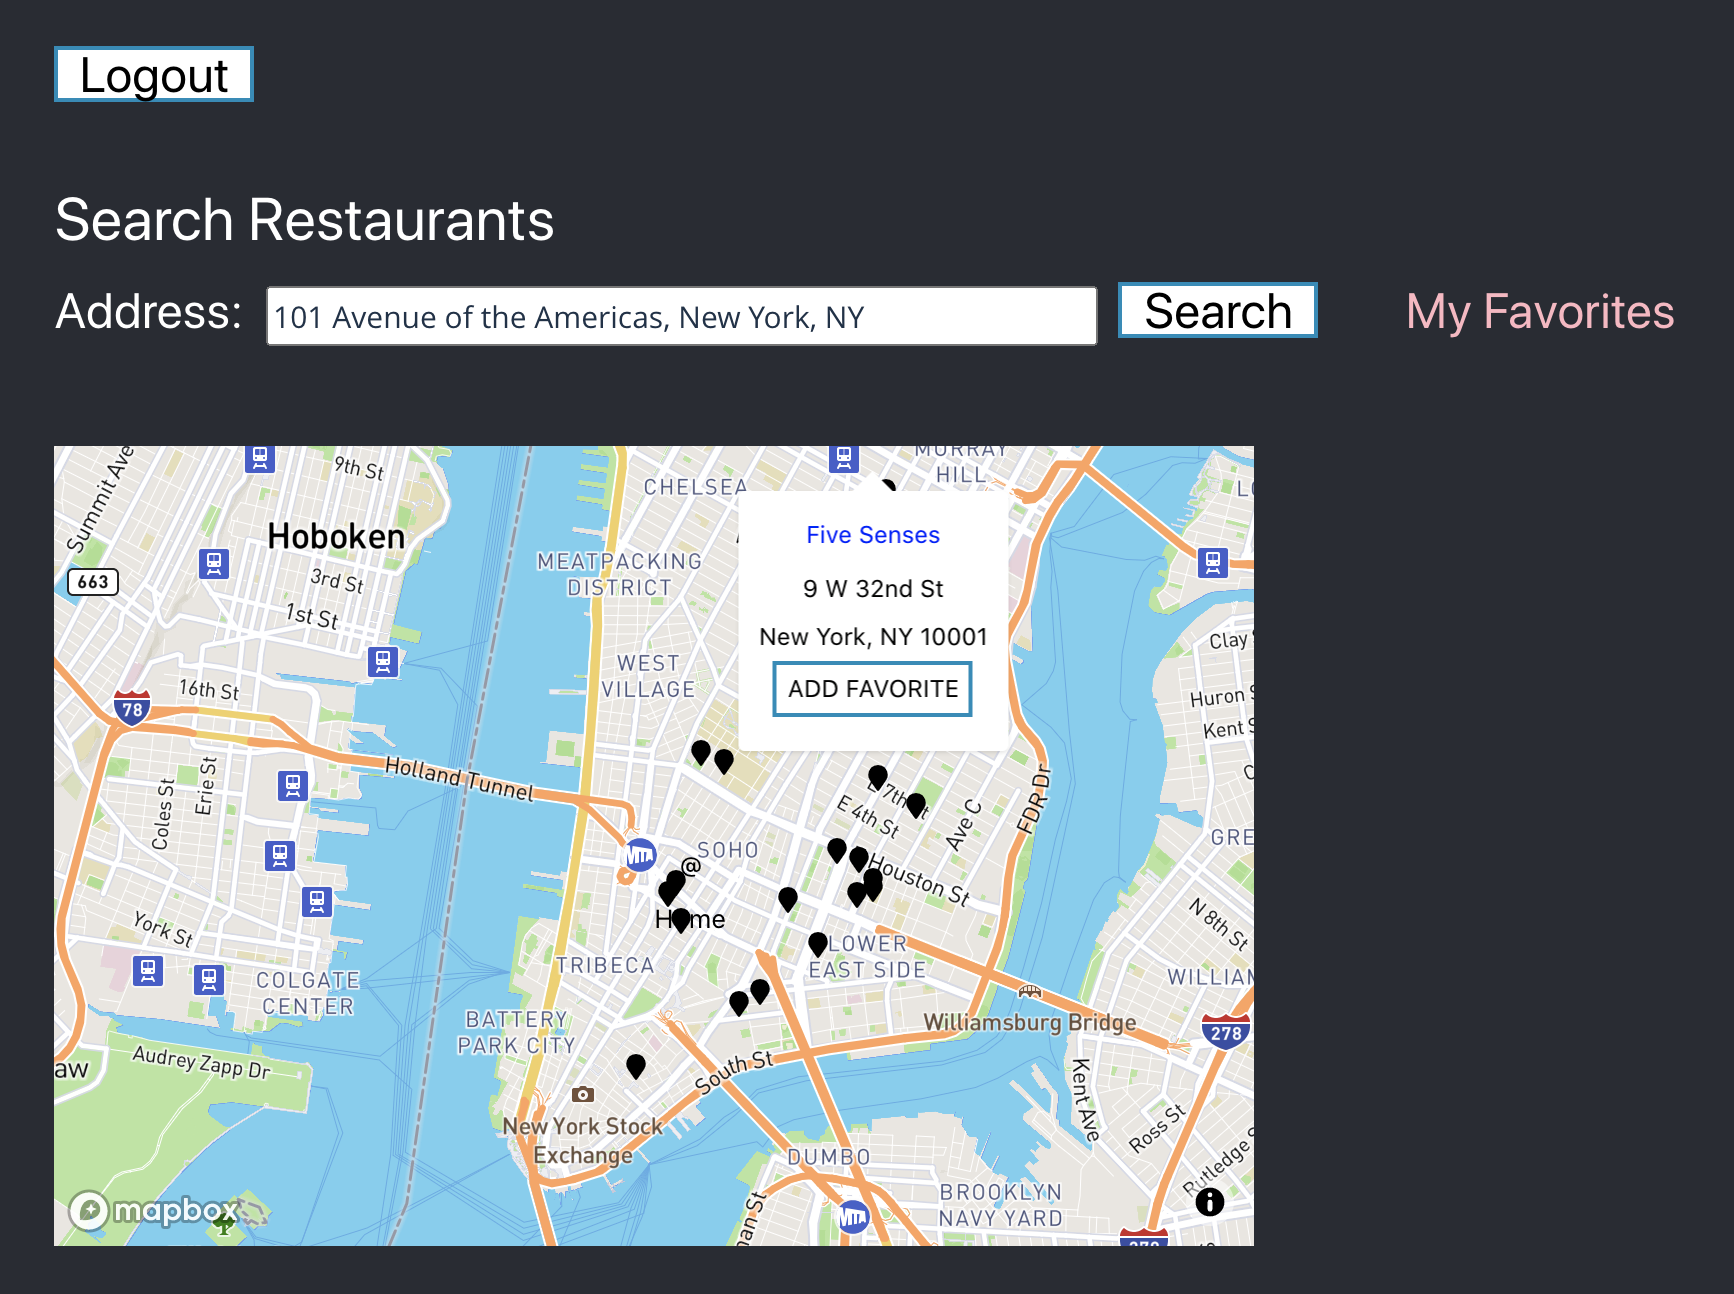 Logout
Search Restaurants
Address: 101 Avenue of the Americas, New York, NY Search My Favorites
Summit Ave
9th St
CHELSEA
MURRAY
HILL
Hoboken
Five Senses
MEATPACKING
DISTRICT
663
3rd St
9 W 32nd St
1st St
New York, NY 10001
Clay
WEST
VILLAGE
ADD FAVORITE
16th St
78
Huron
Kent
Holland Tunnel
Erie St
Coles St
E 7th St
E 4th St
Ave C
FDR Dr
GRE
MTA
SOHO
@
Houston St
Home
York St
N 8th St
LOWER
EAST SIDE
TRIBECA
COLGATE
CENTER
WILLIAM
BATTERY
PARK CITY
Williamsburg Bridge
278
Audrey Zapp Dr
aw
South St
Kent Ave
New York Stock
Exchange
Ross St
DUMBO
Rutledge
BROOKLYN
NAVY YARD
mapbox
MTA
man St
278